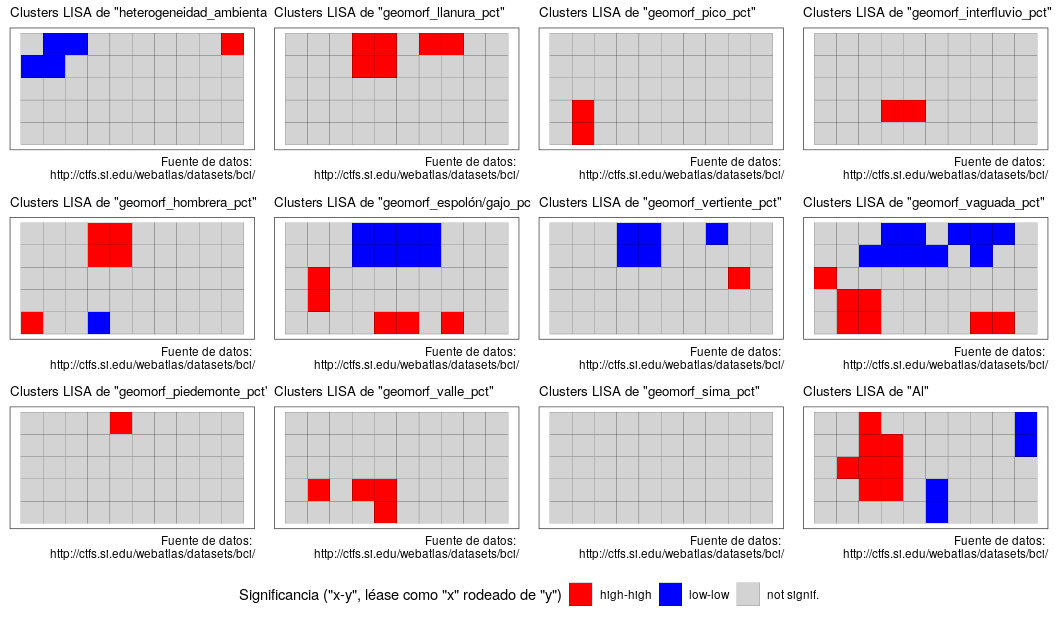 Clusters LISA de "heterogeneidad_ambienta
Clusters LISA de "geomorf_llanura_pct"
Clusters LISA de "geomorf_pico_pct"
Clusters LISA de "geomorf_interfluvio_pct"
Fuente de datos:
http://ctfs.si.edu/webatlas/datasets/bci/
Fuente de datos:
http://ctfs.si.edu/webatlas/datasets/bci/
Fuente de datos:
http://ctfs.si.edu/webatlas/datasets/bci/
Fuente de datos:
http://ctfs.si.edu/webatlas/datasets/bci/
Clusters LISA de "geomorf_hombrera_pct"
Clusters LISA de "geomorf_espolón/gajo_pc
Clusters LISA de "geomorf_vertiente_pct"
Clusters LISA de "geomorf_vaguada_pct"
Fuente de datos:
http://ctfs.si.edu/webatlas/datasets/bci/
Fuente de datos:
http://ctfs.si.edu/webatlas/datasets/bci/
Fuente de datos:
http://ctfs.si.edu/webatlas/datasets/bci/
Fuente de datos:
http://ctfs.si.edu/webatlas/datasets/bci/
Clusters LISA de "geomorf_piedemonte_pct'
Clusters LISA de "geomorf_valle_pct"
Clusters LISA de "geomorf_sima_pct"
Clusters LISA de "Al"
Fuente de datos:
http://ctfs.si.edu/webatlas/datasets/bci/
Fuente de datos:
http://ctfs.si.edu/webatlas/datasets/bci/
Fuente de datos:
http://ctfs.si.edu/webatlas/datasets/bci/
Fuente de datos:
http://ctfs.si.edu/webatlas/datasets/bci/
Significancia ("x-y", léase como "x" rodeado de "y") high-high low-low not signif.